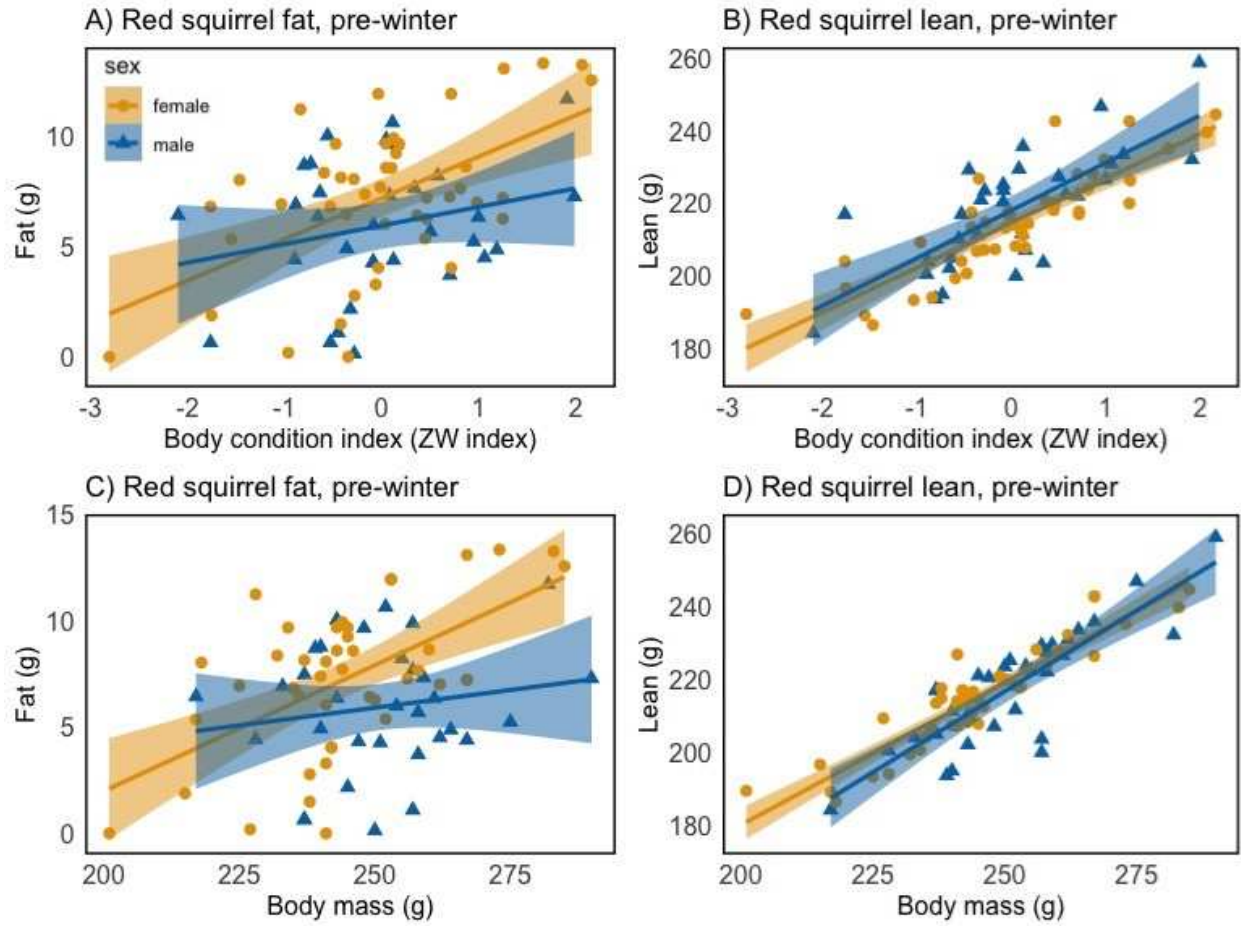 A) Red squirrel fat, pre-winter
sex
female
male
10
5
0
Fat (g)
-3 -2 -1 0 1 2
Body condition index (ZW index)
B) Red squirrel lean, pre-winter
260
240
220
200
180
Lean (g)
-3 -2 -1 0 1 2
Body condition index (ZW index)
C) Red squirrel fat, pre-winter
15
10
5
0
Fat (g)
200 225 250 275
Body mass (g)
D) Red squirrel lean, pre-winter
260
240
220
200
180
Lean (g)
200 225 250 275
Body mass (g)